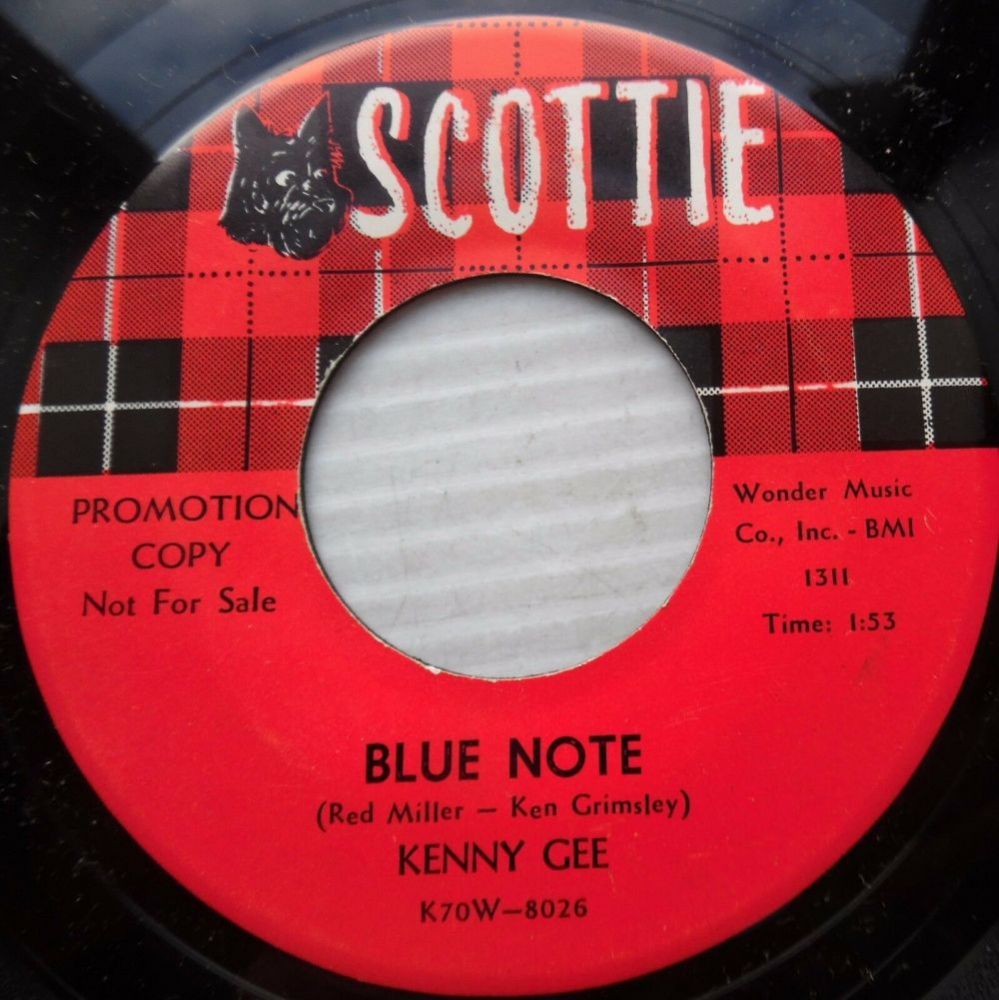 SCOTTIE
PROMOTION
COPY
Not For Sale
Wonder Music
Co., Inc. - BMI
1311
Time: 1:53
BLUE NOTE
(Red Miller — Ken Grimsley)
KENNY GEE
K70W—8026